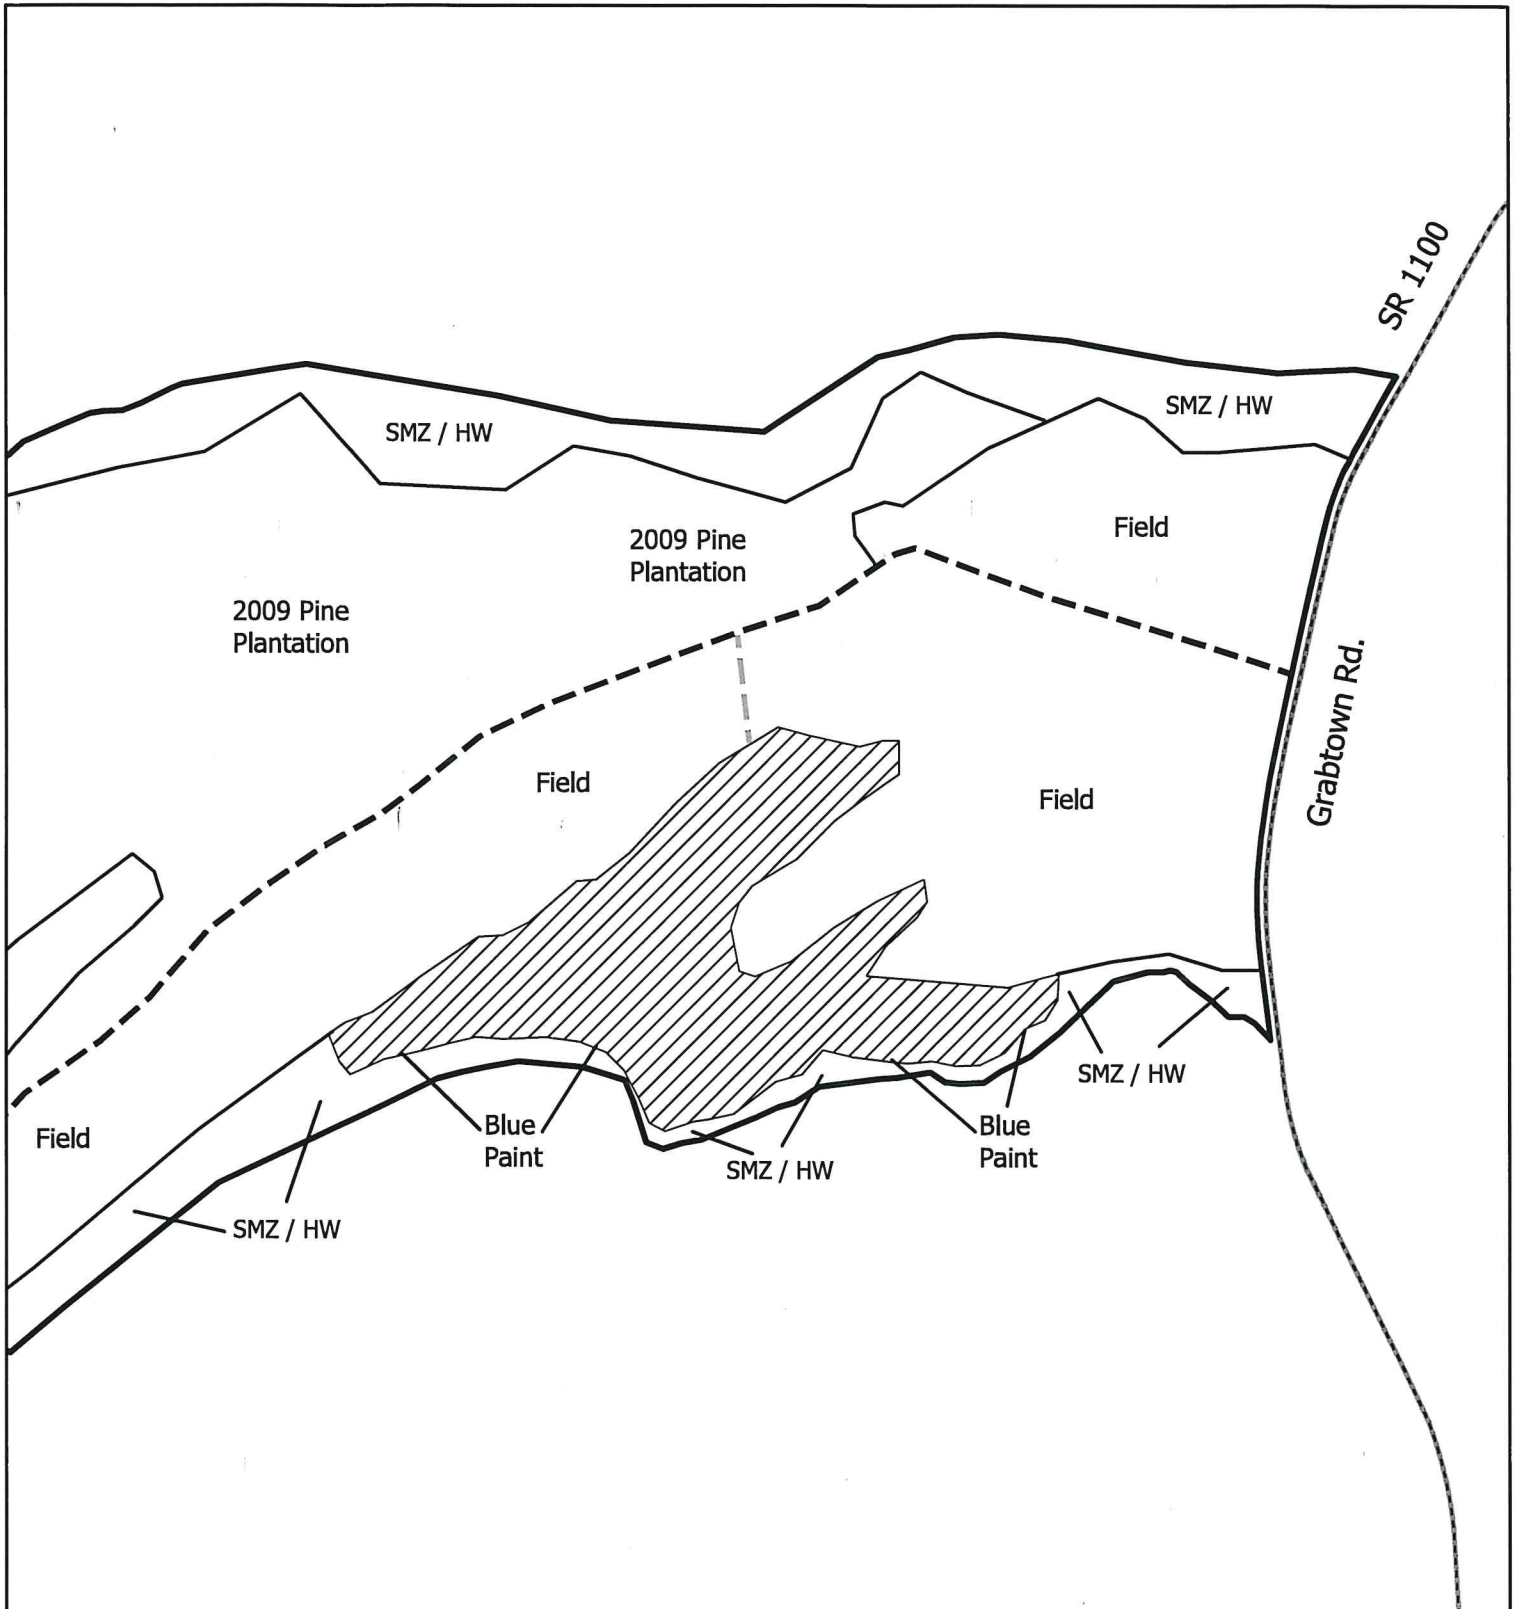 SR 1100
SMZ / HW
SMZ / HW
Field
2009 Pine
Plantation
2009 Pine
Plantation
Grabtown Rd.
Field
Field
SMZ / HW
Blue
Paint
Blue
Paint
Field
SMZ / HW
SMZ / HW